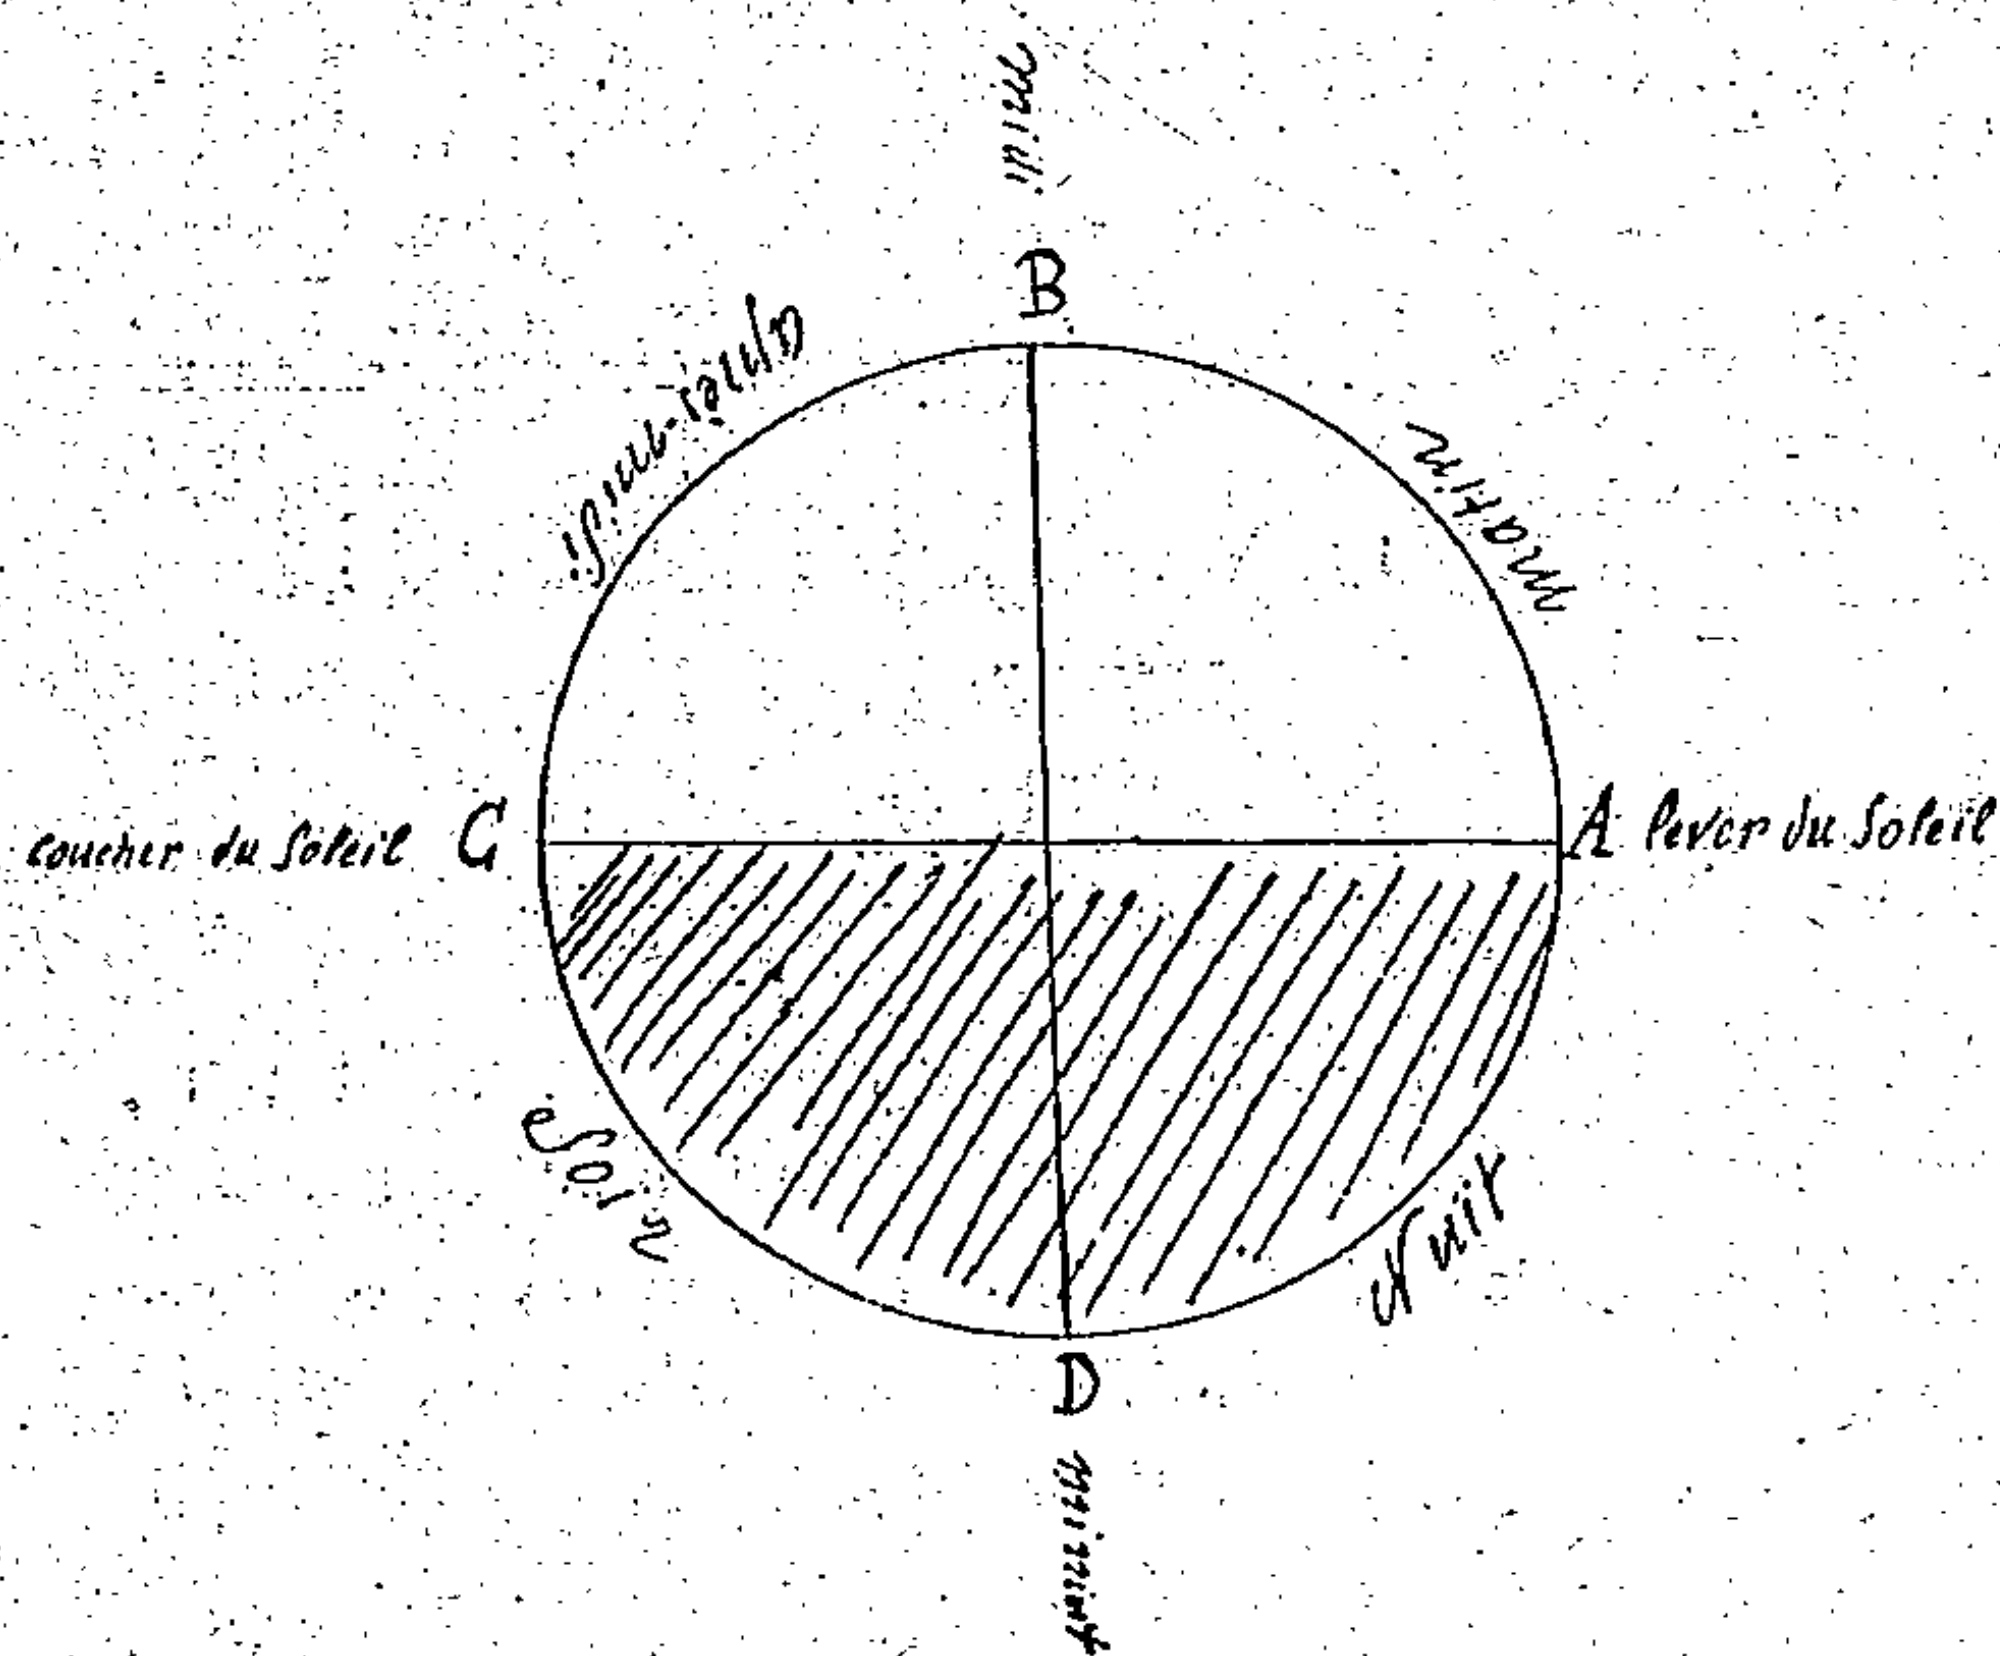 midi
B
après-midi
Matin
coucher du Soleil C
A lever du Soleil
Soir
Nuit
D
minuit